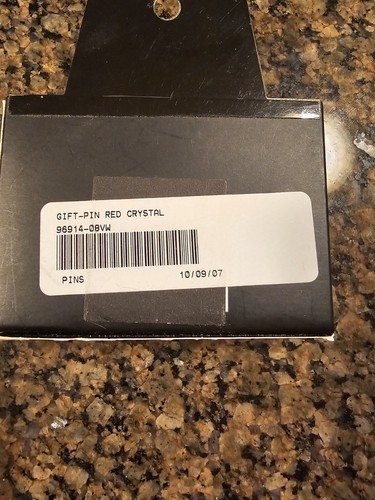 GIFT-PIN RED CRYSTAL
96914-08VW
PINS 10/09/07